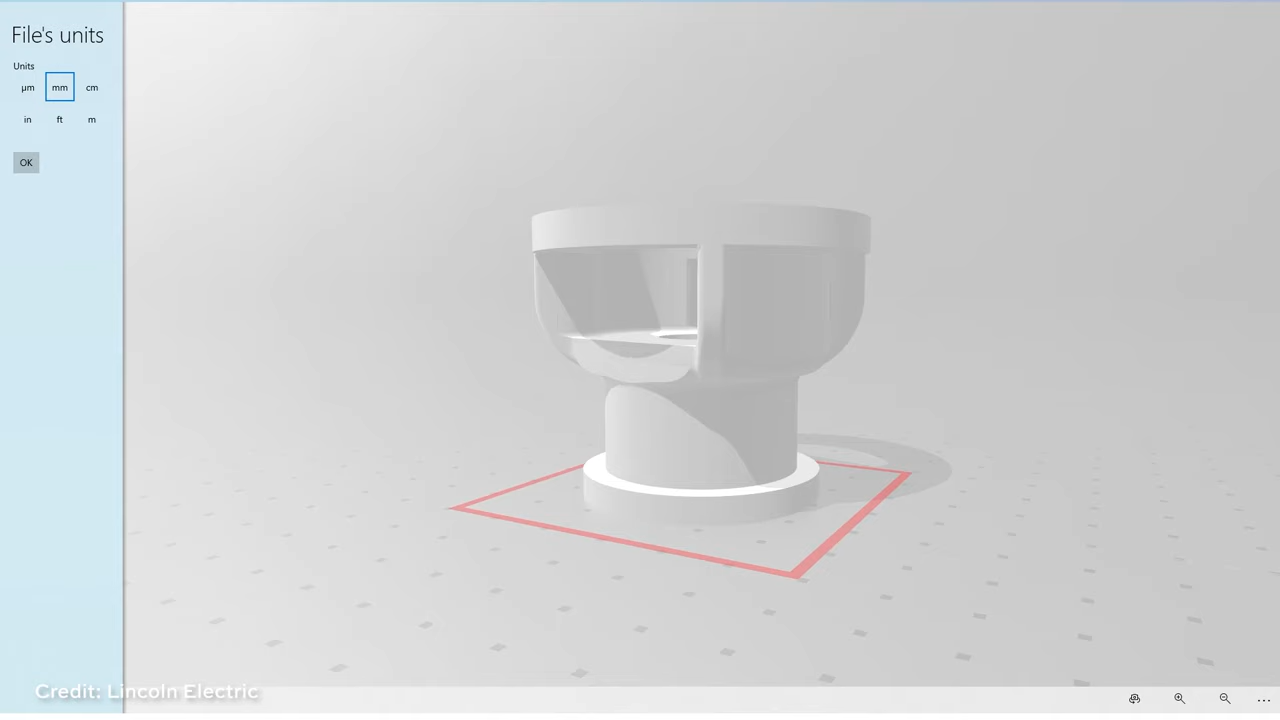 File's units
Units
µm mm cm
in ft m
OK
Credit: Lincoln Electric